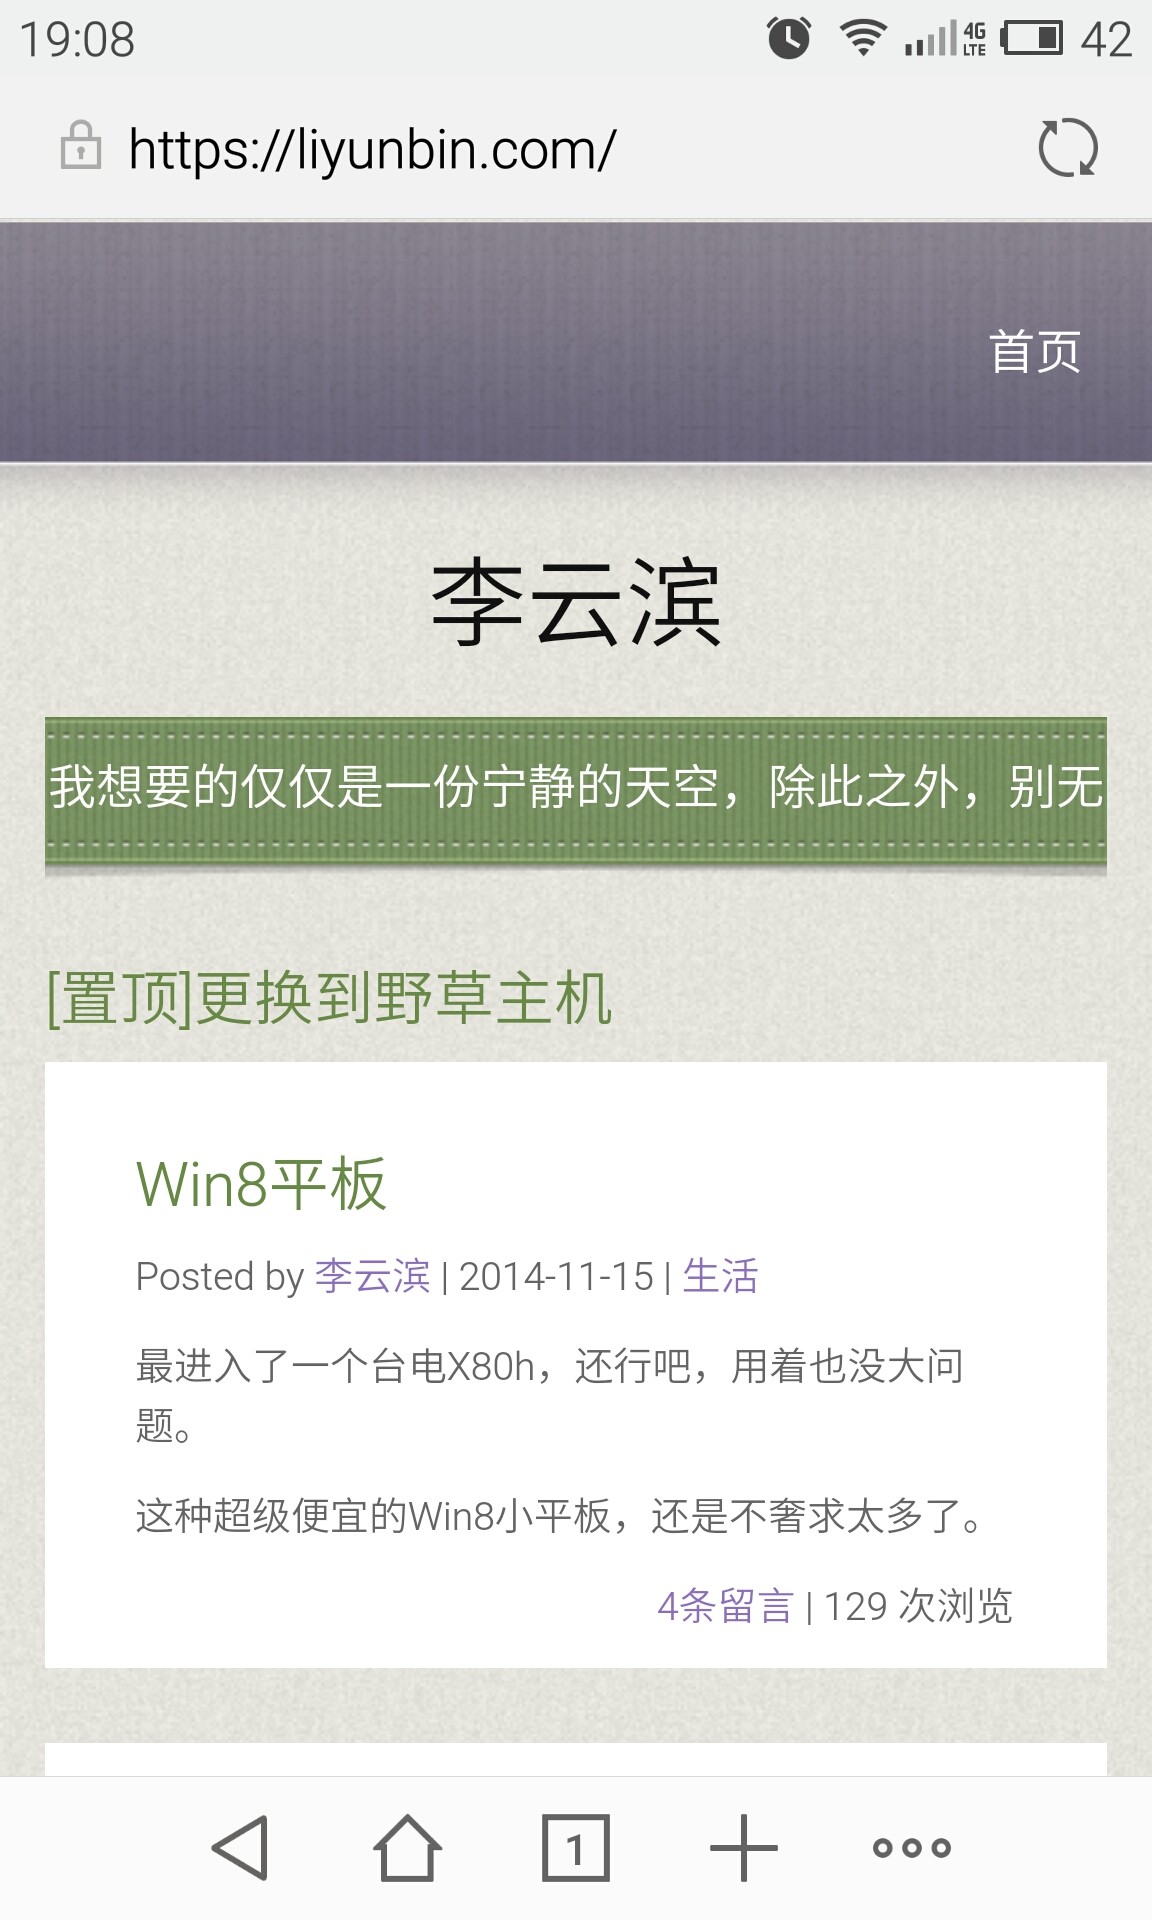 19:08 4G LTE 42
https://liyunbin.com/
首页
李云滨
我想要的仅仅是一份宁静的天空，除此之外，别无
[置顶]更换到野草主机
Win8平板
Posted by 李云滨 | 2014-11-15 | 生活
最进入了一个台电X80h，还行吧，用着也没大问
题。
这种超级便宜的Win8小平板，还是不奢求太多了。
4条留言 | 129 次浏览
1